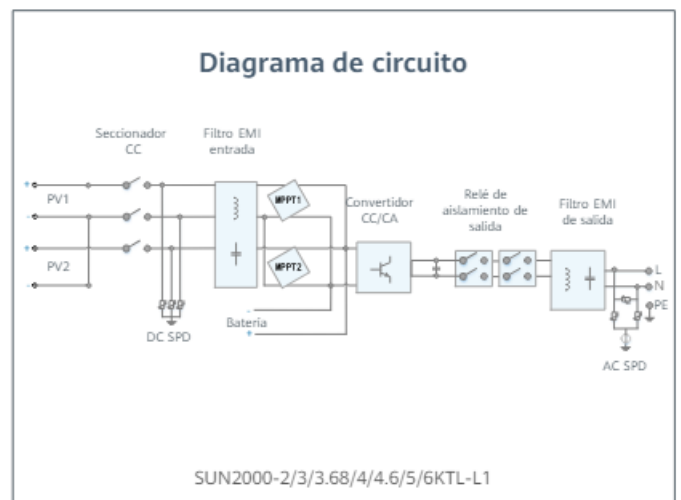 Diagrama de circuito
Seccionador
CC
Filtro EMI
entrada
PV1
PV2
MPPT1
MPPT2
DC SPD
Batería
-
+
Convertidor
CC/CA
Relé de
aislamiento de
salida
Filtro EMI
de salida
L
N
PE
AC SPD
SUN2000-2/3/3.68/4/4.6/5/6KTL-L1